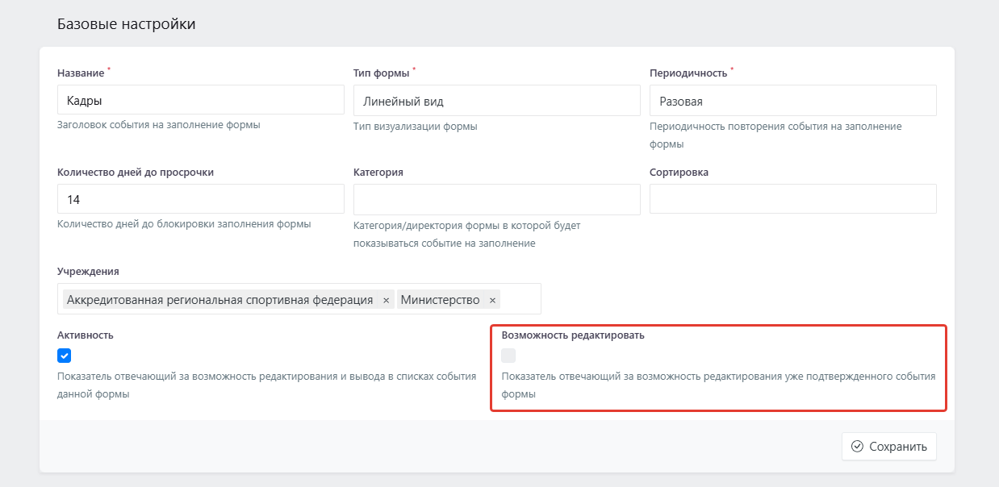 Базовые настройки
Название *
Тип формы *
Периодичность *
Кадры
Линейный вид
Разовая
Заголовок события на заполнение формы
Тип визуализации формы
Периодичность повторения события на заполнение
формы
Количество дней до просрочки
Категория
Сортировка
14
Количество дней до блокировки заполнения формы
Категория/директория формы в которой будет
показываться событие на заполнение
Учреждения
Аккредитованная региональная спортивная федерация × Министерство ×
Активность
Возможность редактировать
Показатель отвечающий за возможность редактирования и вывода в списках события
данной формы
Показатель отвечающий за возможность редактирования уже подтвержденного события
формы
Сохранить